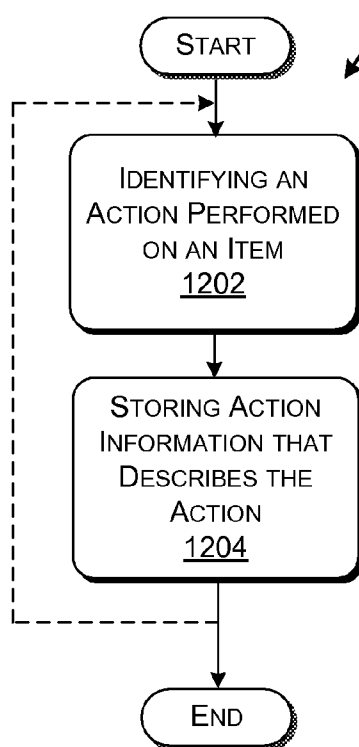 START
IDENTIFYING AN
ACTION PERFORMED
ON AN ITEM
1202
STORING ACTION
INFORMATION THAT
DESCRIBES THE
ACTION
1204
END